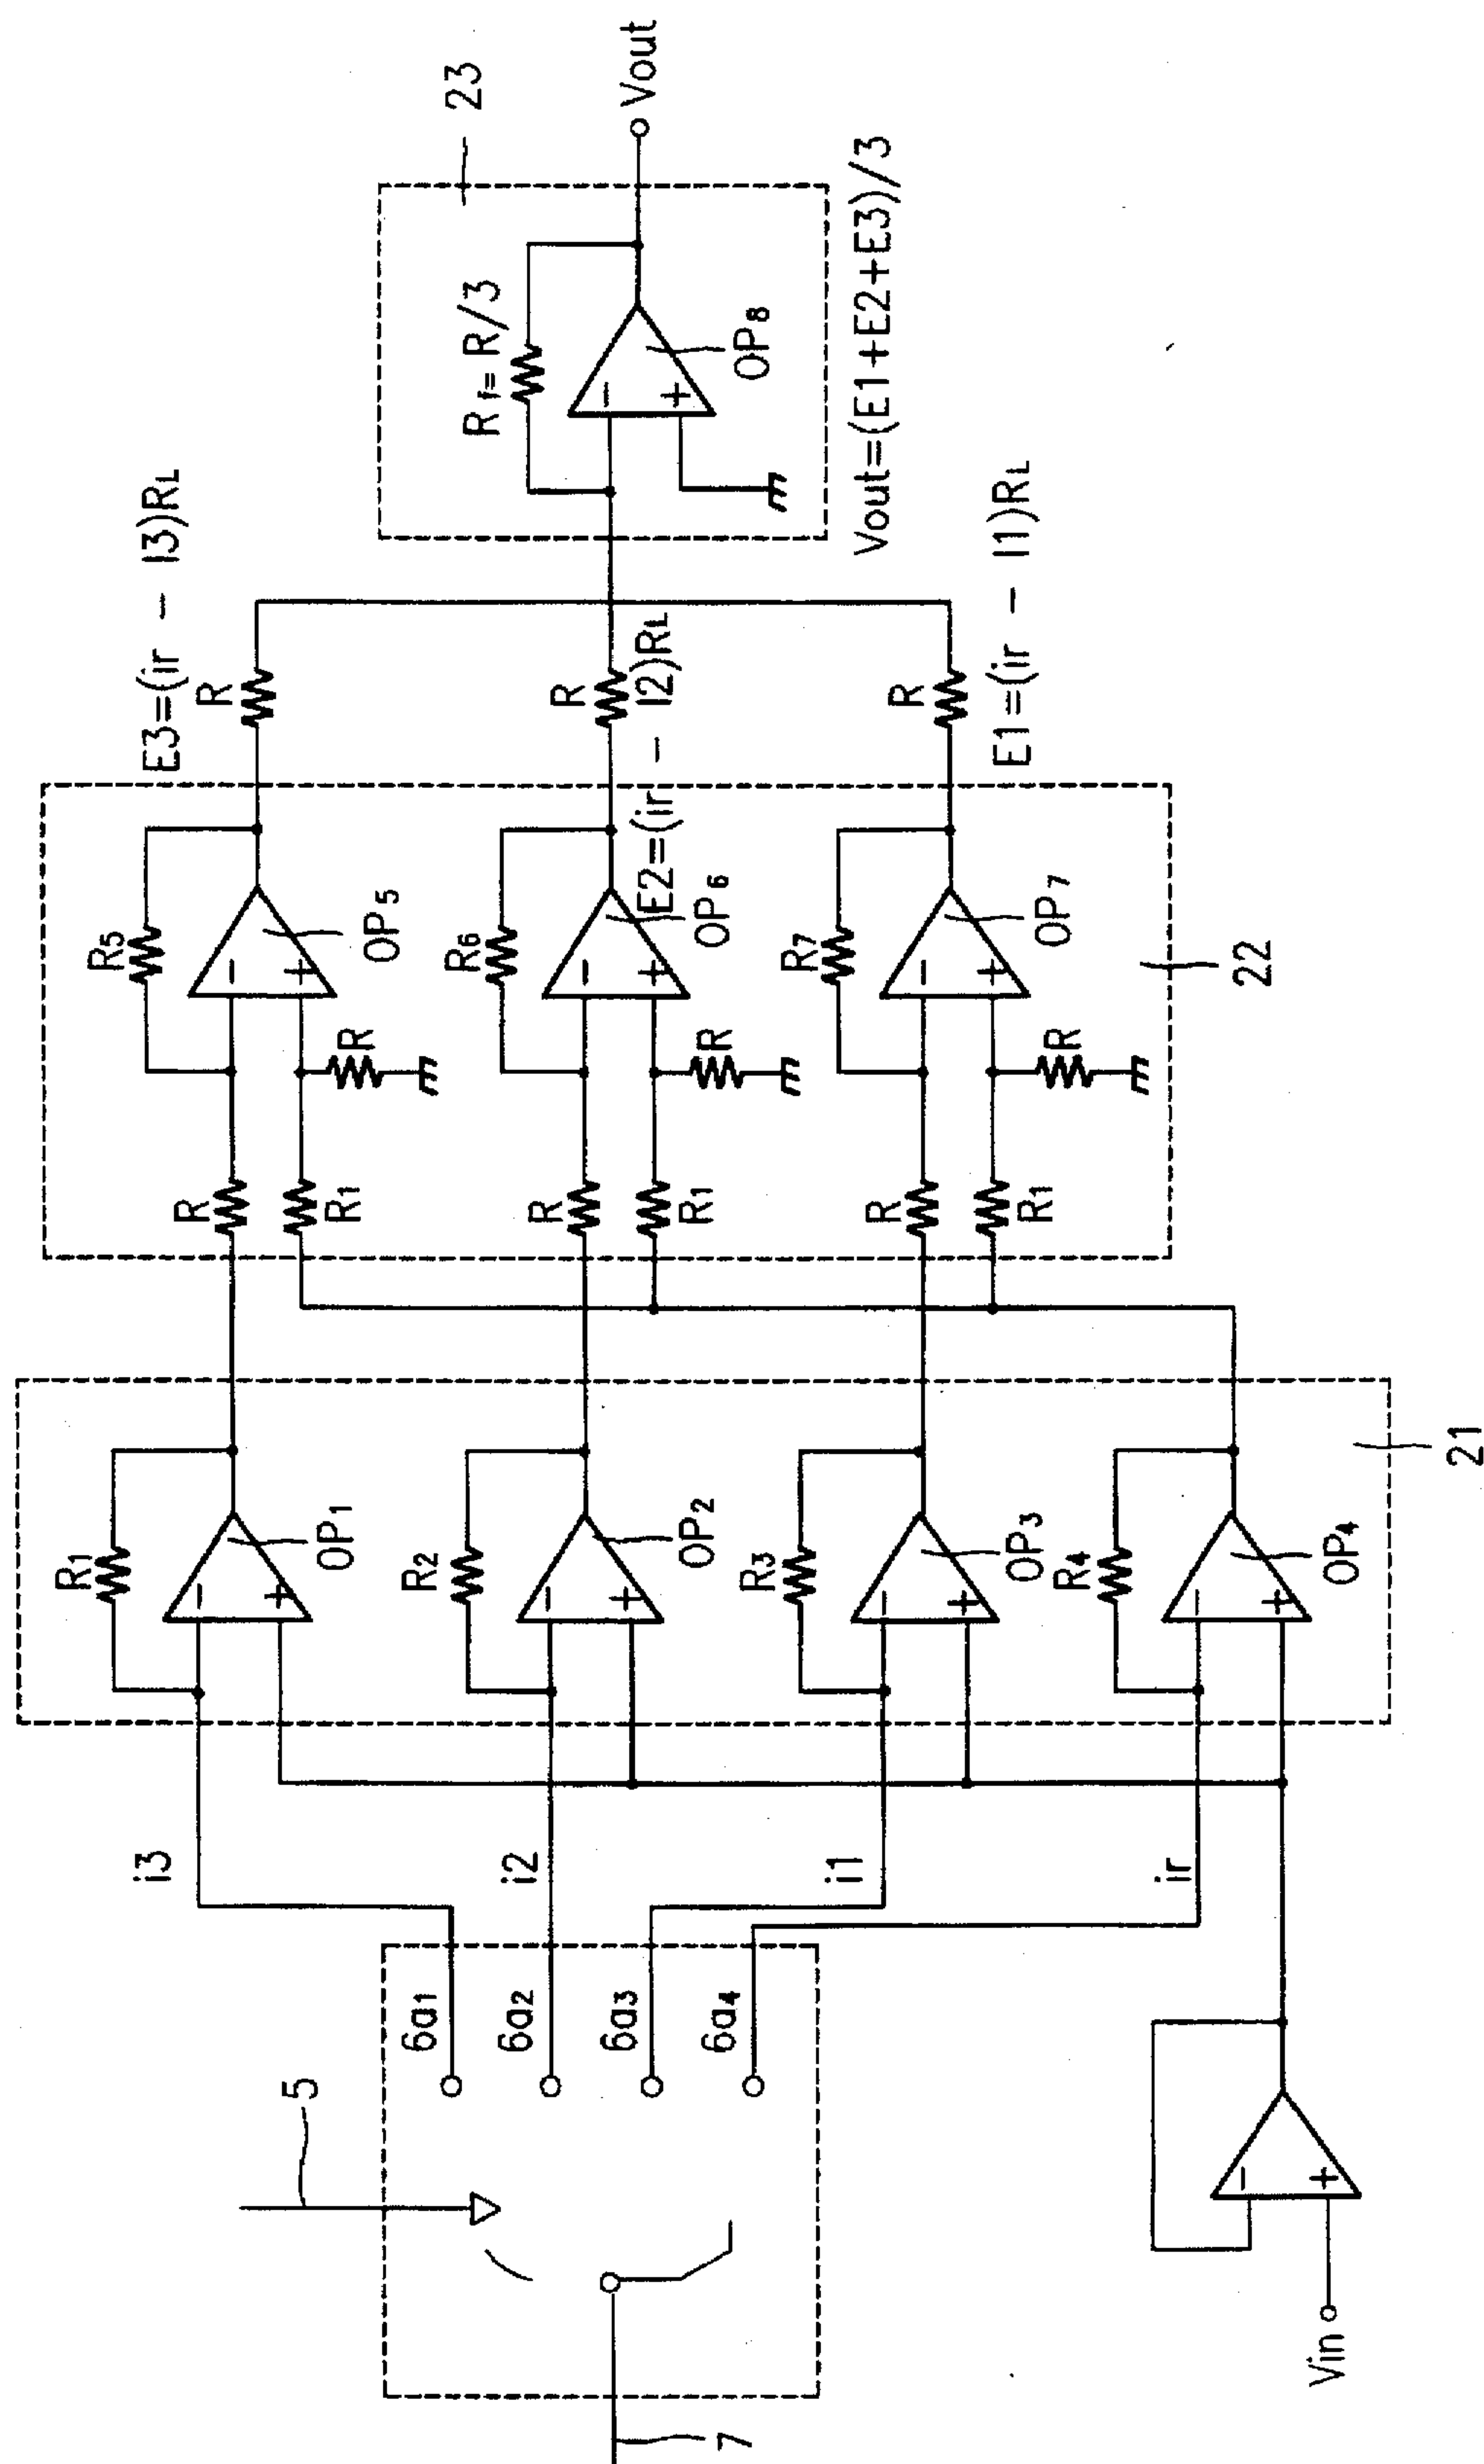 5
7
6a1
6a2
6a3
6a4
Vin
−
+
i3
i2
i1
ir
R1
−
+
OP1
R2
−
+
OP2
R3
−
+
OP3
R4
−
+
OP4
21
R
R1
R
R5
−
+
OP5
R
R1
R
R6
−
+
OP6
R
R1
R
R7
−
+
OP7
22
E3=(ir − I3)RL
R
E2=(ir − I2)RL
R
E1=(ir − I1)RL
R
23
Rf=R/3
−
+
OP8
Vout
Vout=(E1+E2+E3)/3